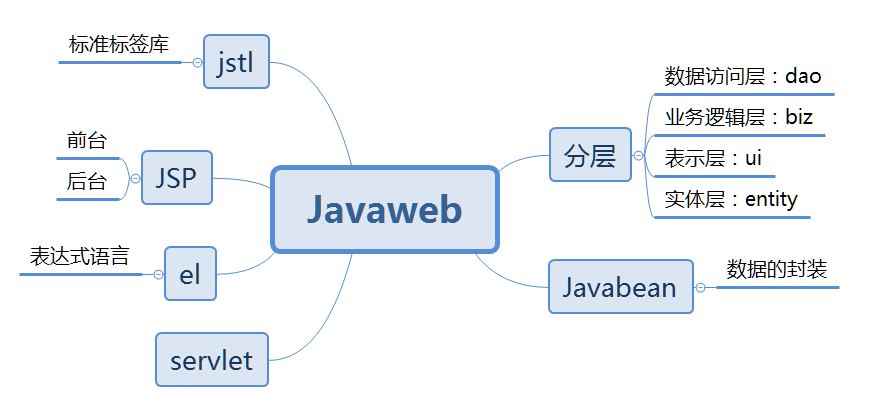 标准标签库
jstl
前台
后台
JSP
表达式语言
el
servlet
Javaweb
分层
数据访问层：dao
业务逻辑层：biz
表示层：ui
实体层：entity
Javabean
数据的封装